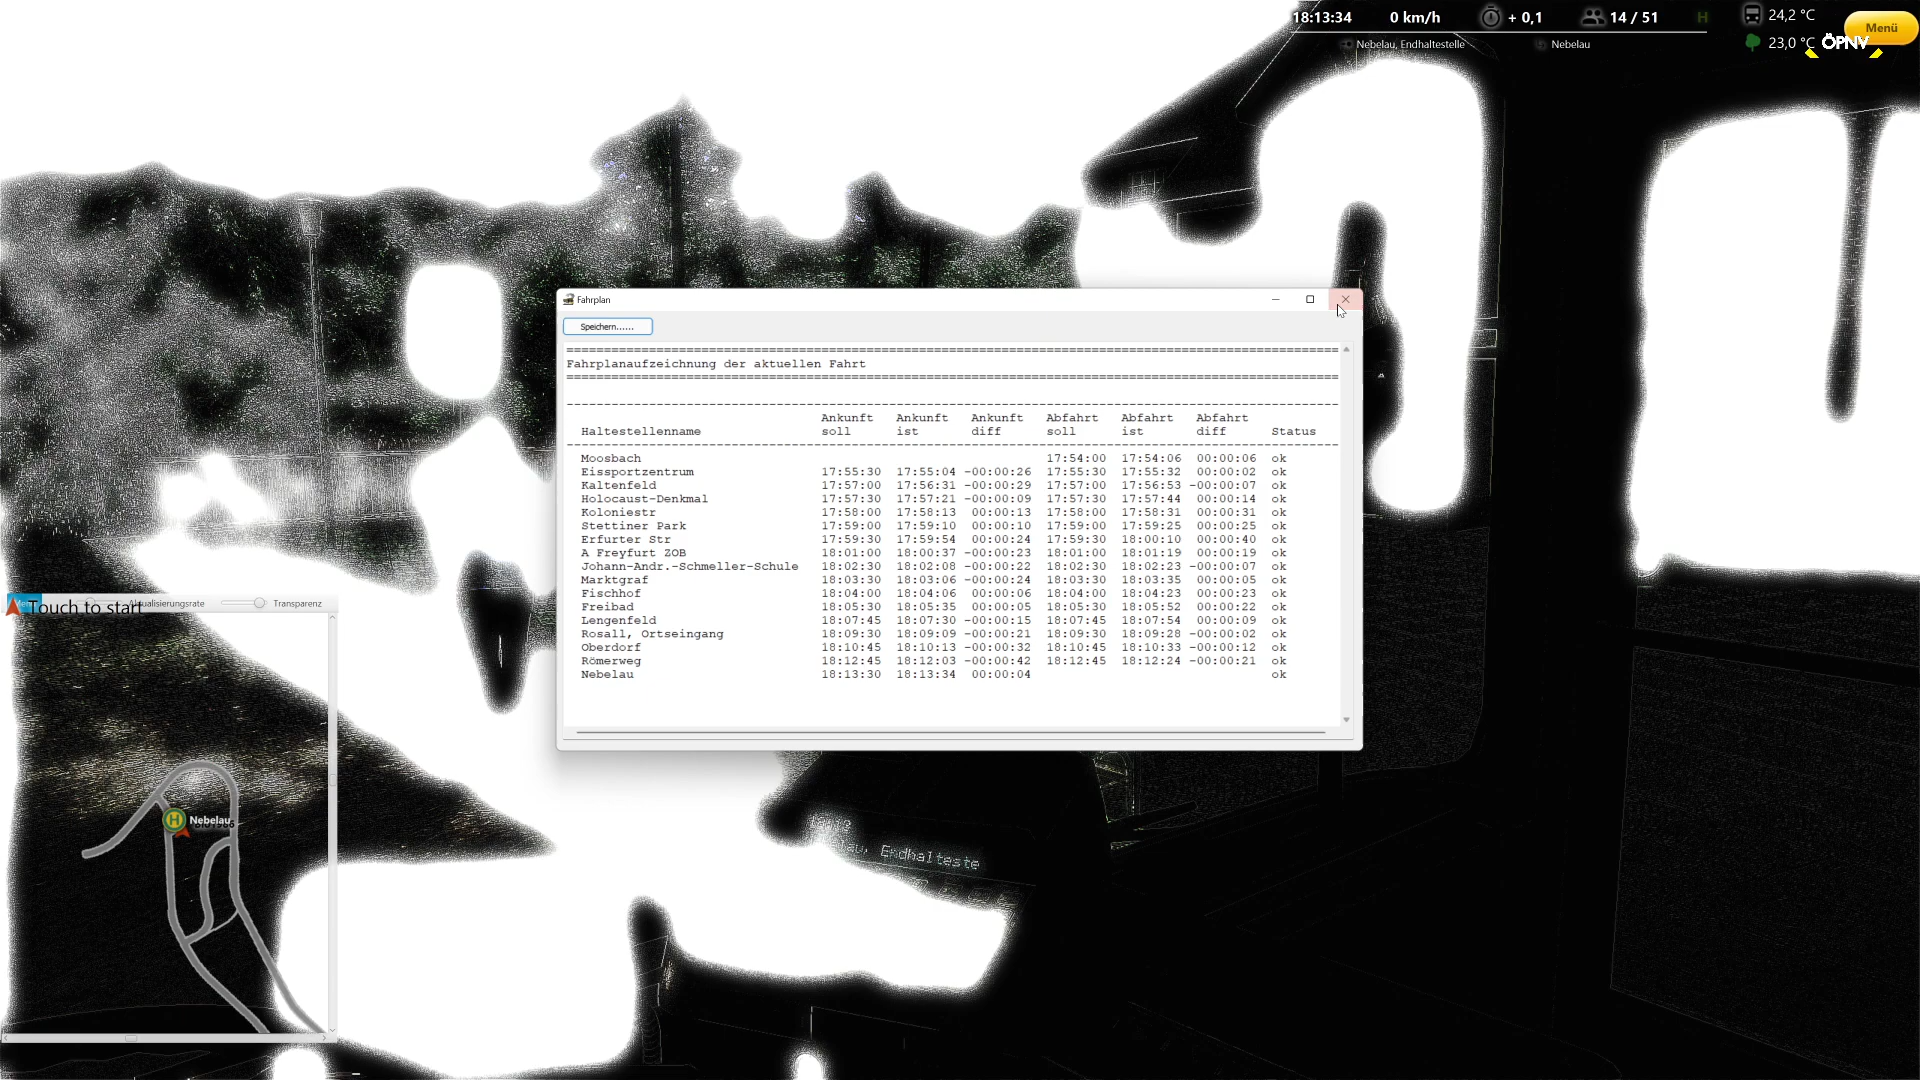 18:13:34 0 km/h + 0,1 14 / 51 H 24,2 °C Menü
Nebelau, Endhaltestelle Nebelau 23,0 °C ÖPNV
Fahrplan
Speichern......
Fahrplanaufzeichnung der aktuellen Fahrt
Ankunft Ankunft Ankunft Abfahrt Abfahrt Abfahrt
Haltestellenname soll ist diff soll ist diff Status
Moosbach 17:54:00 17:54:06 00:00:06 ok
Eissportzentrum 17:55:30 17:55:04 -00:00:26 17:55:30 17:55:32 00:00:02 ok
Kaltenfeld 17:57:00 17:56:31 -00:00:29 17:57:00 17:56:53 -00:00:07 ok
Holocaust-Denkmal 17:57:30 17:57:21 -00:00:09 17:57:30 17:57:44 00:00:14 ok
Koloniestr 17:58:00 17:58:13 00:00:13 17:58:00 17:58:31 00:00:31 ok
Stettiner Park 17:59:00 17:59:10 00:00:10 17:59:00 17:59:25 00:00:25 ok
Erfurter Str 17:59:30 17:59:54 00:00:24 17:59:30 18:00:10 00:00:40 ok
A Freyfurt ZOB 18:01:00 18:00:37 -00:00:23 18:01:00 18:01:19 00:00:19 ok
Johann-Andr.-Schmeller-Schule 18:02:30 18:02:08 -00:00:22 18:02:30 18:02:23 -00:00:07 ok
Marktgraf 18:03:30 18:03:06 -00:00:24 18:03:30 18:03:35 00:00:05 ok
Fischhof 18:04:00 18:04:06 00:00:06 18:04:00 18:04:23 00:00:23 ok
Freibad 18:05:30 18:05:35 00:00:05 18:05:30 18:05:52 00:00:22 ok
Lengenfeld 18:07:45 18:07:30 -00:00:15 18:07:45 18:07:54 00:00:09 ok
Rosall, Ortseingang 18:09:30 18:09:09 -00:00:21 18:09:30 18:09:28 -00:00:02 ok
Oberdorf 18:10:45 18:10:13 -00:00:32 18:10:45 18:10:33 -00:00:12 ok
Römerweg 18:12:45 18:12:03 -00:00:42 18:12:45 18:12:24 -00:00:21 ok
Nebelau 18:13:30 18:13:34 00:00:04 ok
Touch to start
Transparenz
H Nebelau
Endhalteste